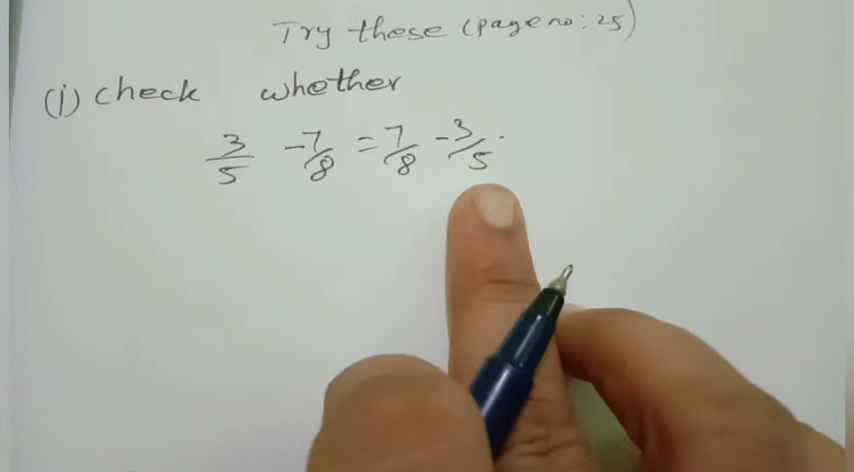 Try these (page no: 25)
(i) check whether
3/5 - 7/8 = 7/8 - 3/5.